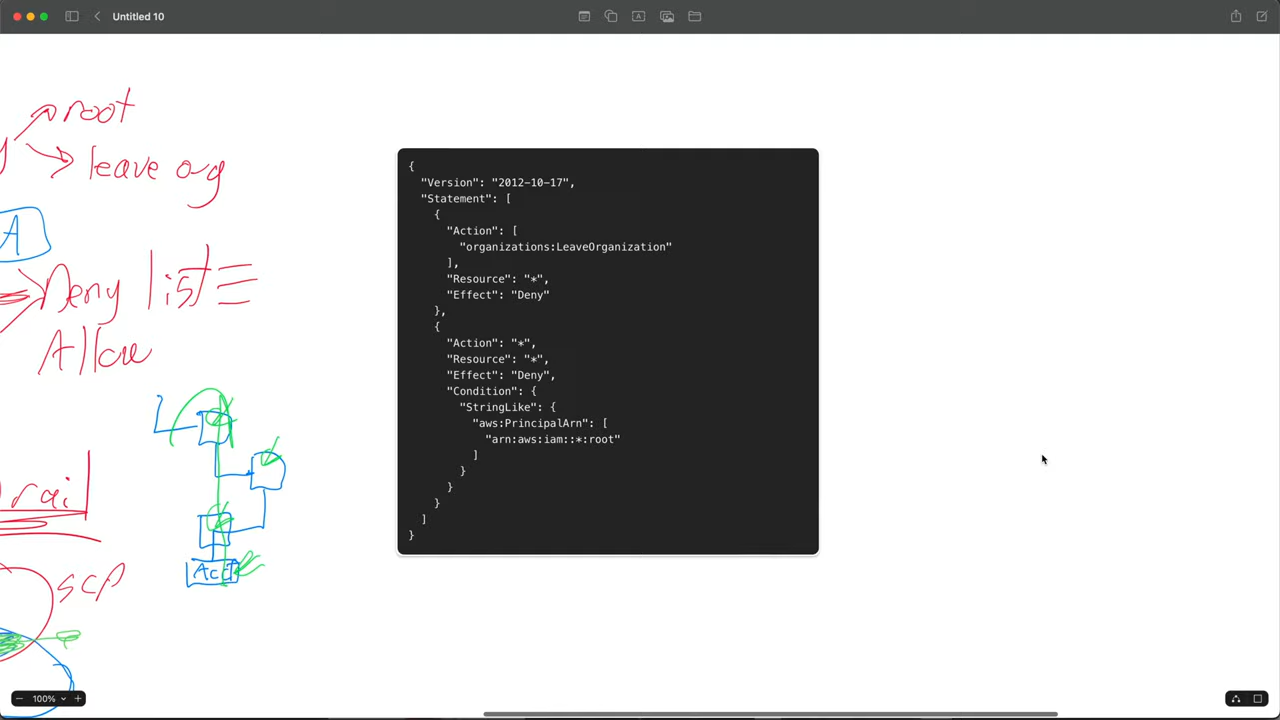 Untitled 10
root
leave org
A
Deny list
Allow
rail
SCP
Acct
{
  "Version": "2012-10-17",
  "Statement": [
    {
      "Action": [
        "organizations:LeaveOrganization"
      ],
      "Resource": "*",
      "Effect": "Deny"
    },
    {
      "Action": "*",
      "Resource": "*",
      "Effect": "Deny",
      "Condition": {
        "StringLike": {
          "aws:PrincipalArn": [
            "arn:aws:iam::*:root"
          ]
        }
      }
    }
  ]
}
100%